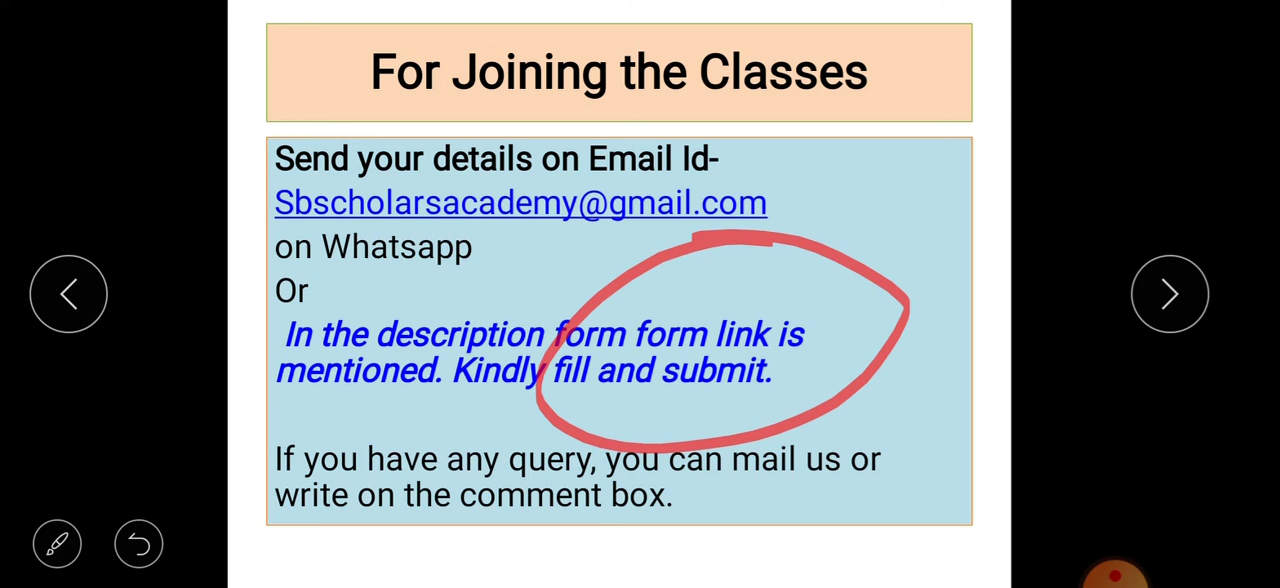 For Joining the Classes
Send your details on Email Id-
Sbscholarsacademy@gmail.com
on Whatsapp
Or
In the description form form link is
mentioned. Kindly fill and submit.
If you have any query, you can mail us or
write on the comment box.